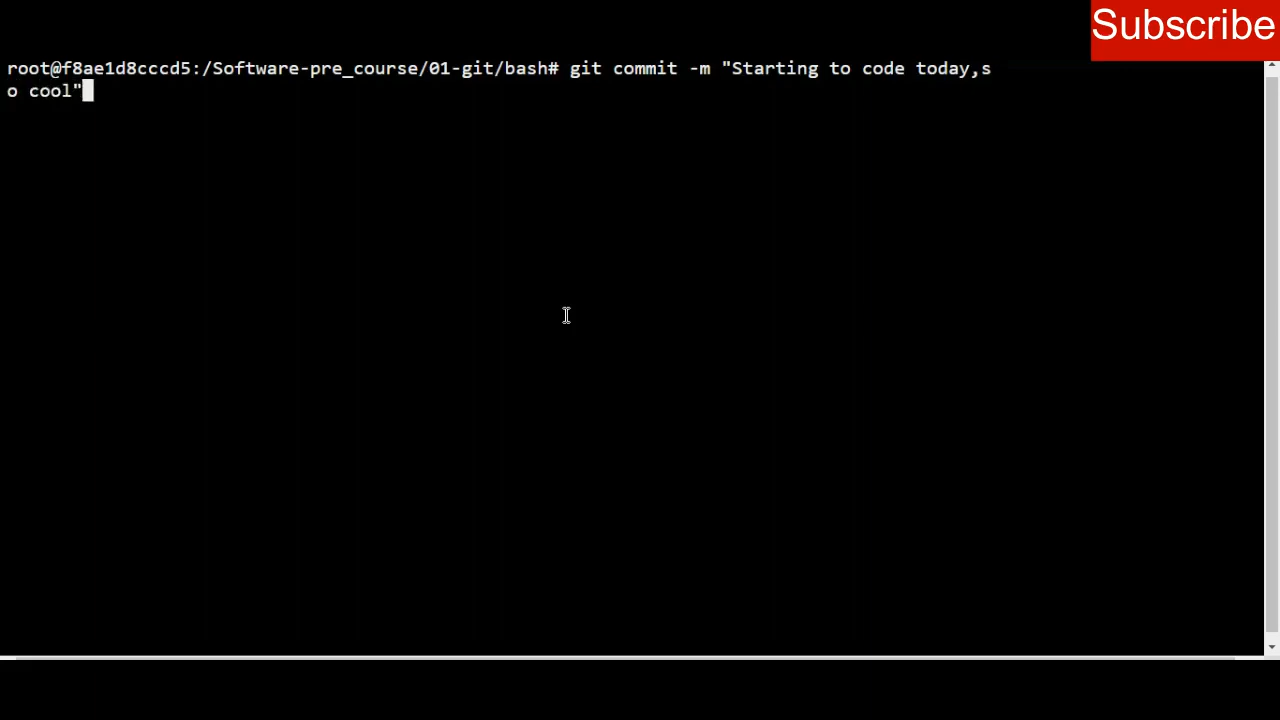 Subscribe
root@f8ae1d8cccd5:/Software-pre_course/01-git/bash# git commit -m "Starting to code today,s
o cool"